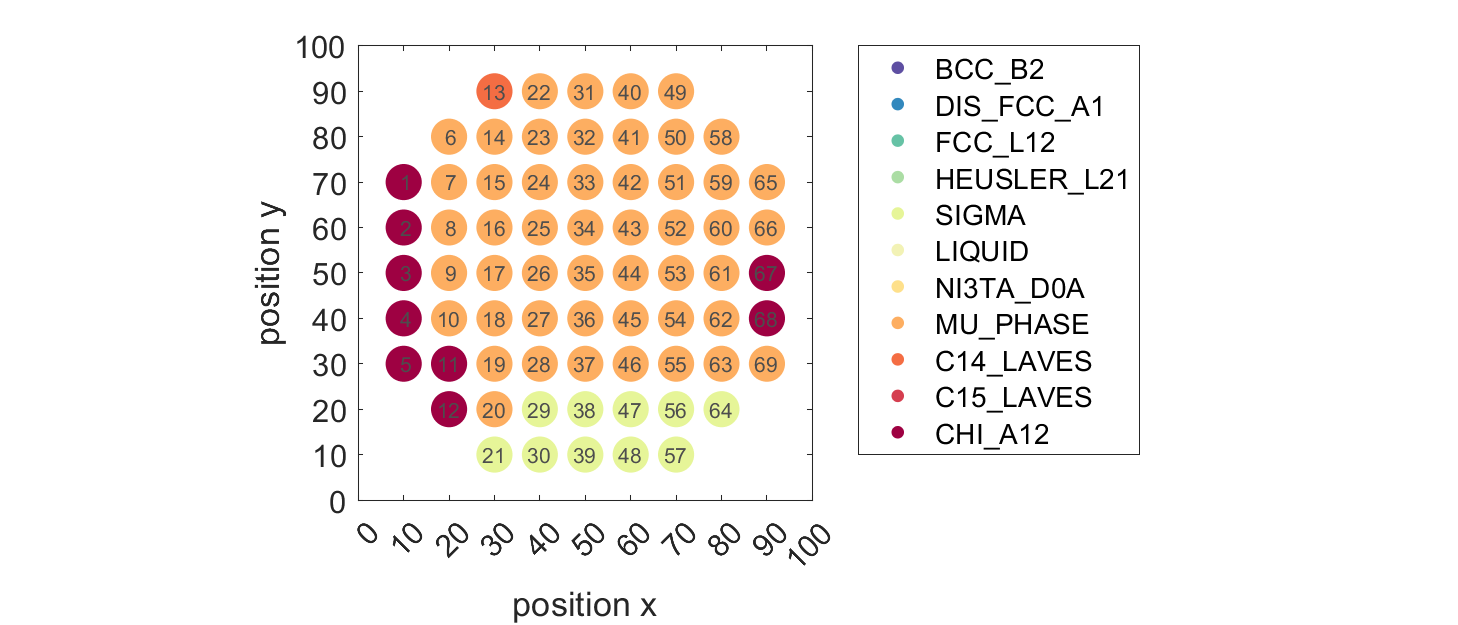 100
90
80
70
60
50
40
30
20
10
0
position y
13 22 31 40 49
6 14 23 32 41 50 58
1 7 15 24 33 42 51 59 65
2 8 16 25 34 43 52 60 66
3 9 17 26 35 44 53 61 67
4 10 18 27 36 45 54 62 68
5 11 19 28 37 46 55 63 69
12 20 29 38 47 56 64
21 30 39 48 57
0 10 20 30 40 50 60 70 80 90 100
position x
BCC_B2
DIS_FCC_A1
FCC_L12
HEUSLER_L21
SIGMA
LIQUID
NI3TA_D0A
MU_PHASE
C14_LAVES
C15_LAVES
CHI_A12